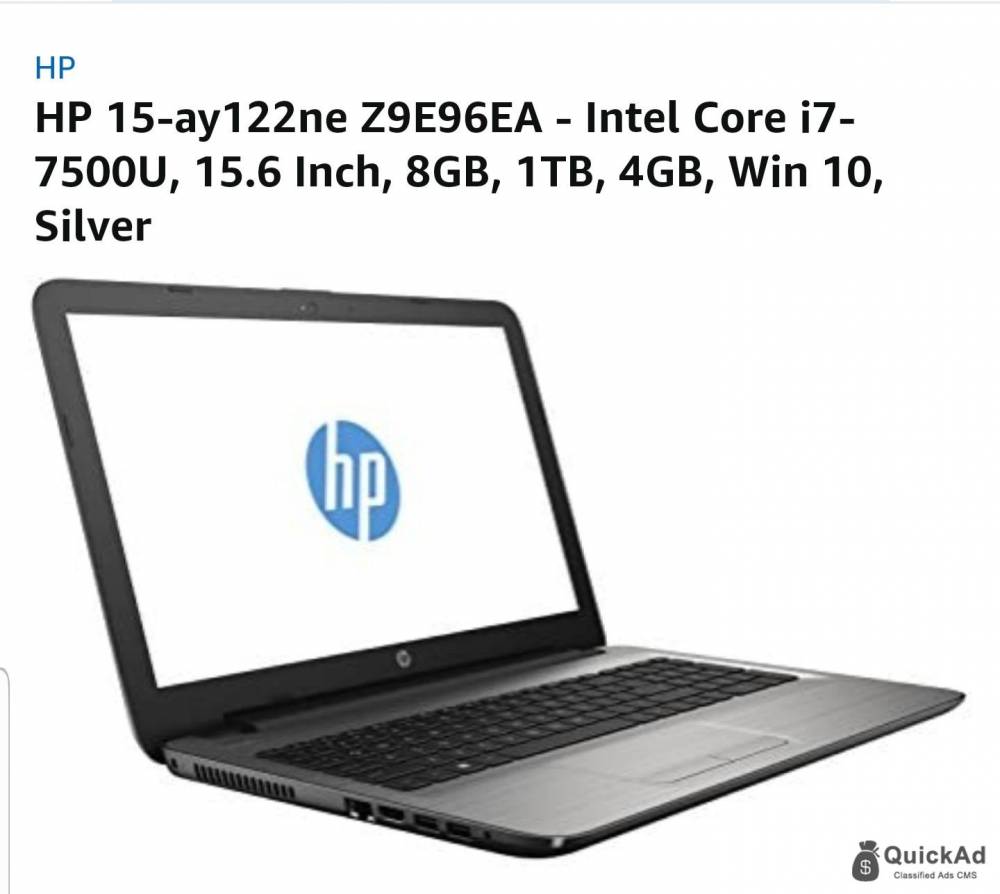 HP
HP 15-ay122ne Z9E96EA - Intel Core i7-
7500U, 15.6 Inch, 8GB, 1TB, 4GB, Win 10,
Silver
hp
hp
$ QuickAd
Classified Ads CMS